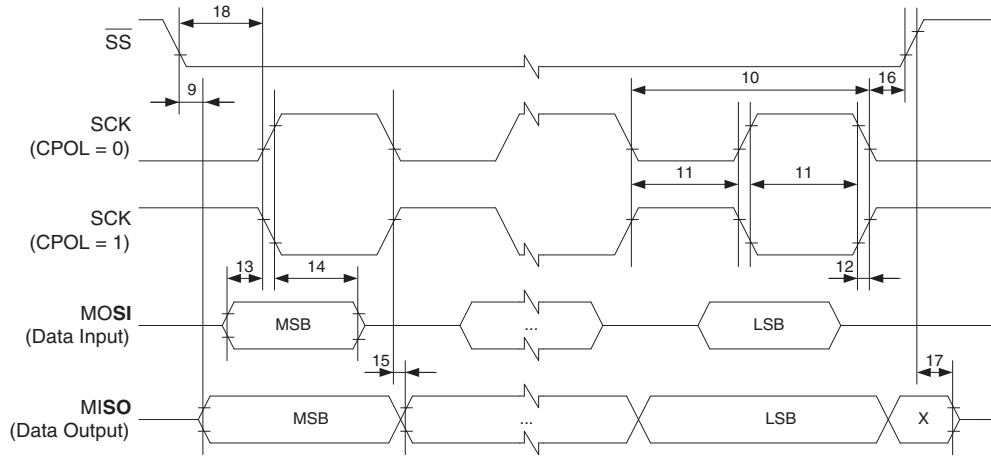 18
SS
9
10
16
SCK
(CPOL = 0)
11
11
SCK
(CPOL = 1)
13
14
12
MOSI
(Data Input)
MSB
...
LSB
15
17
MISO
(Data Output)
MSB
...
LSB
X